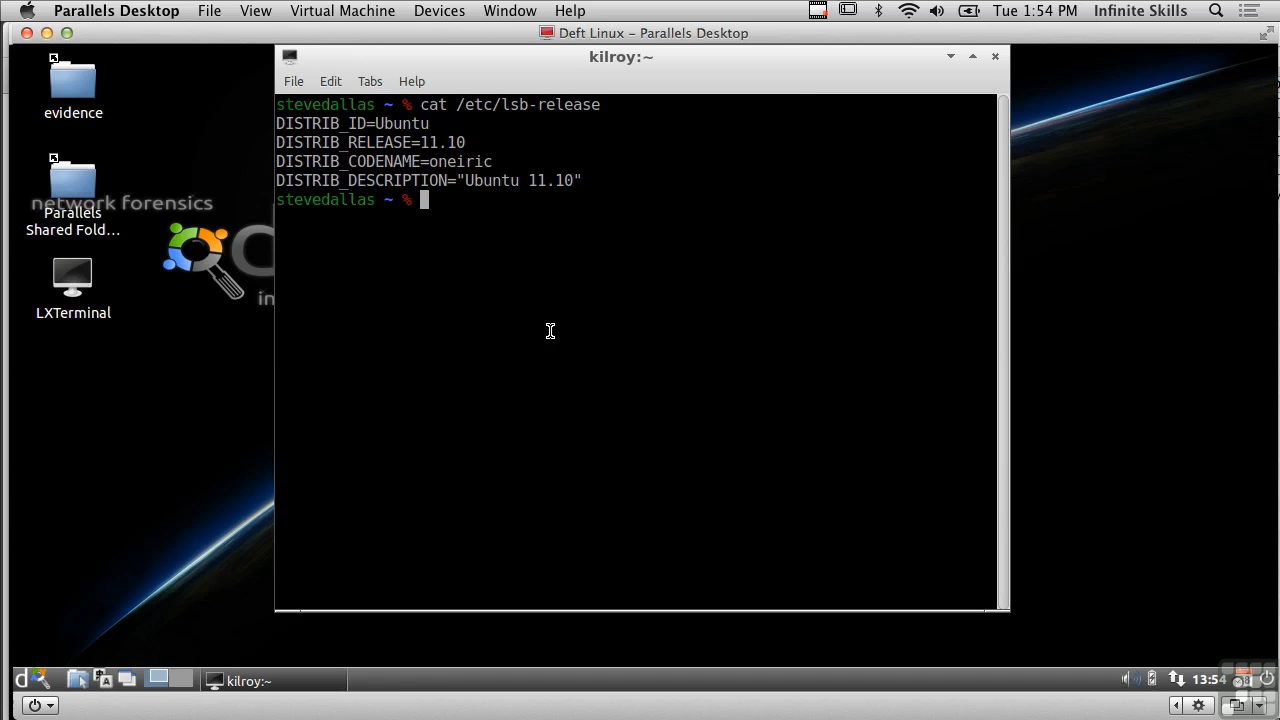 Parallels Desktop File View Virtual Machine Devices Window Help Tue 1:54 PM Infinite Skills
Deft Linux – Parallels Desktop
kilroy:~
File Edit Tabs Help
stevedallas ~ % cat /etc/lsb-release
DISTRIB_ID=Ubuntu
DISTRIB_RELEASE=11.10
DISTRIB_CODENAME=oneiric
DISTRIB_DESCRIPTION="Ubuntu 11.10"
stevedallas ~ %
evidence
network forensics
Parallels
Shared Fold...
LXTerminal
kilroy:~ 13:54